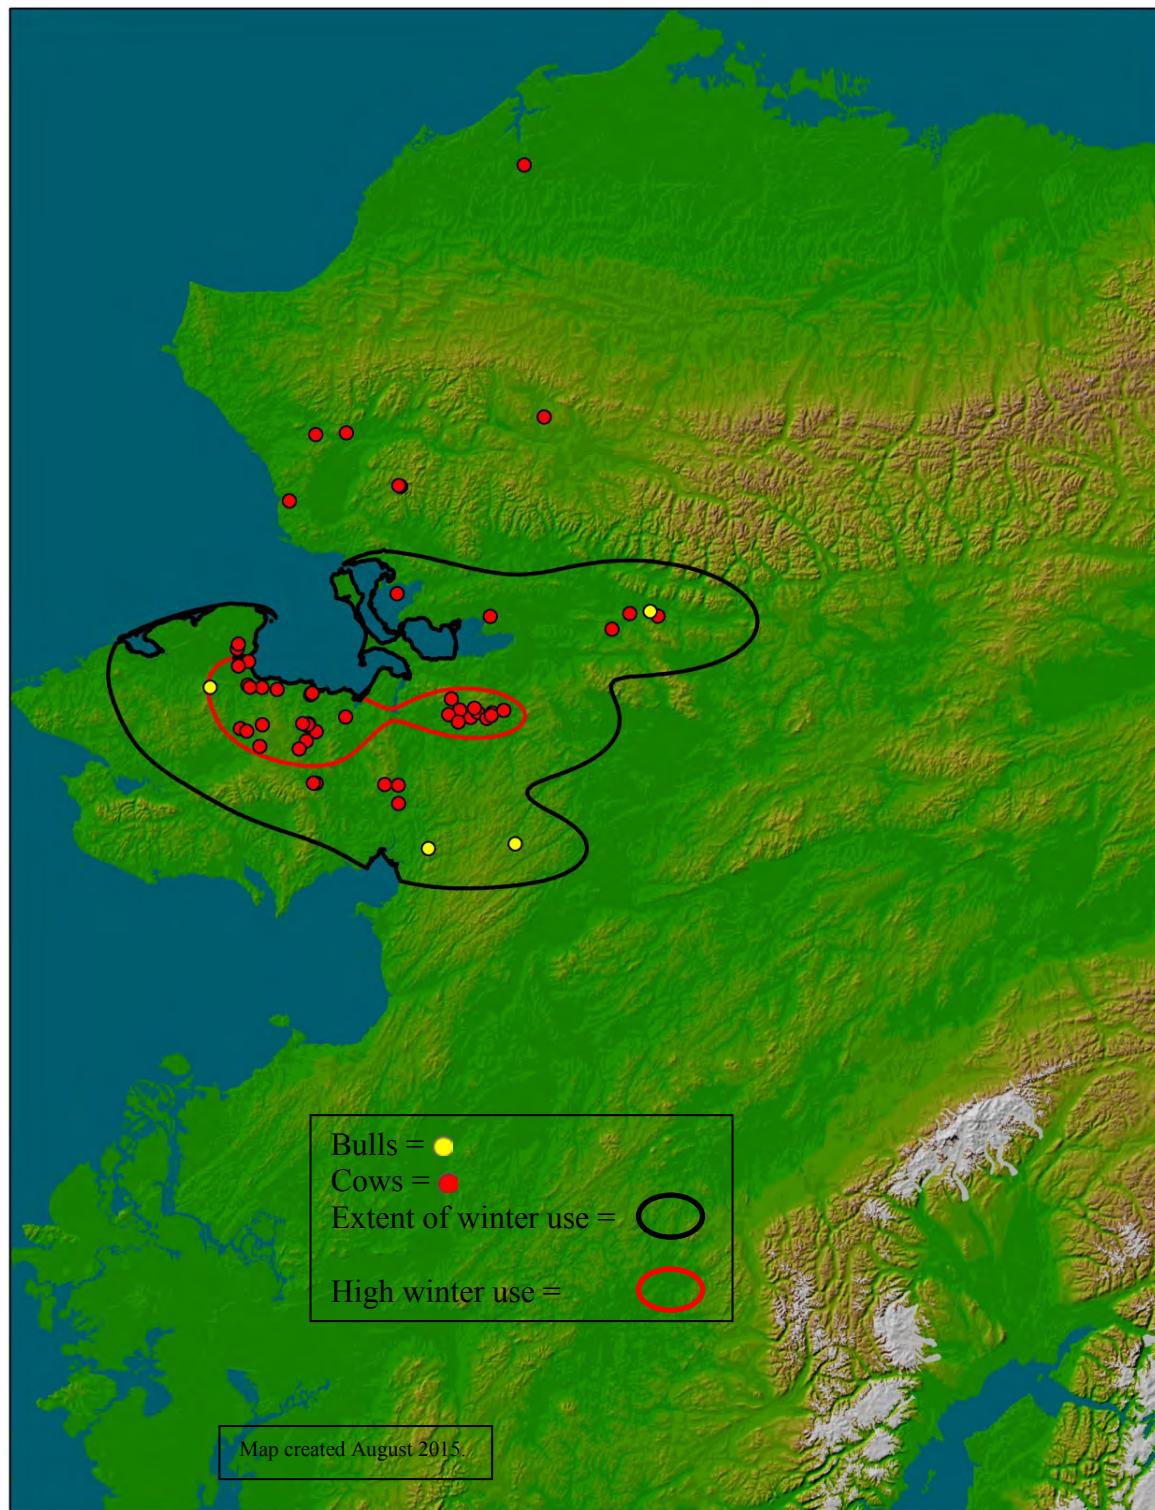 Bulls =
Cows =
Extent of winter use =
High winter use =
Map created August 2015.